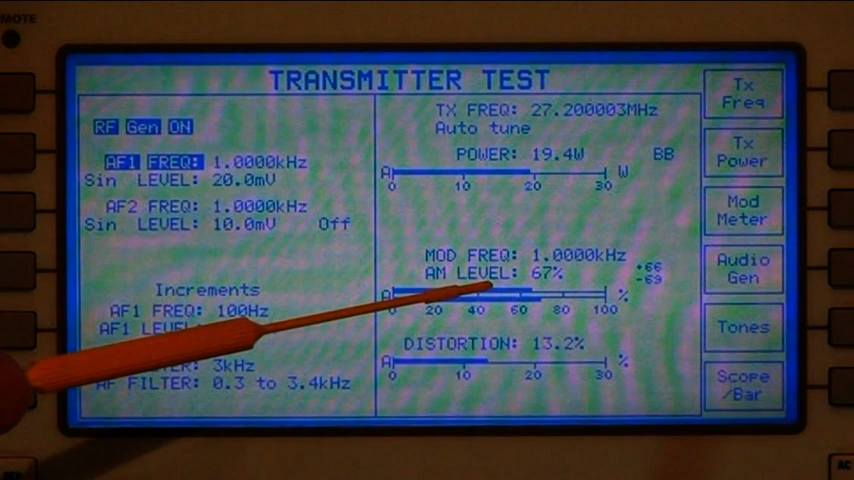 MOTE
TRANSMITTER TEST
RF Gen ON
AF1 FREQ: 1.0000kHz
Sin LEVEL: 20.0mV
AF2 FREQ: 1.0000kHz
Sin LEVEL: 10.0mV Off
Increments
AF1 FREQ: 100Hz
AF1 LEVEL
3kHz
AF FILTER: 0.3 to 3.4kHz
TX FREQ: 27.200003MHz
Auto tune
POWER: 19.4W BB
A W
0 10 20 30
MOD FREQ: 1.0000kHz
AM LEVEL: 67% +66
-69
A %
0 20 40 60 80 100
DISTORTION: 13.2%
A %
0 10 20 30
Tx
Freq
Tx
Power
Mod
Meter
Audio
Gen
Tones
Scope
/Bar
AC